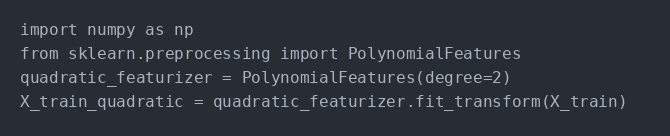 import numpy as np
from sklearn.preprocessing import PolynomialFeatures
quadratic_featurizer = PolynomialFeatures(degree=2)
X_train_quadratic = quadratic_featurizer.fit_transform(X_train)